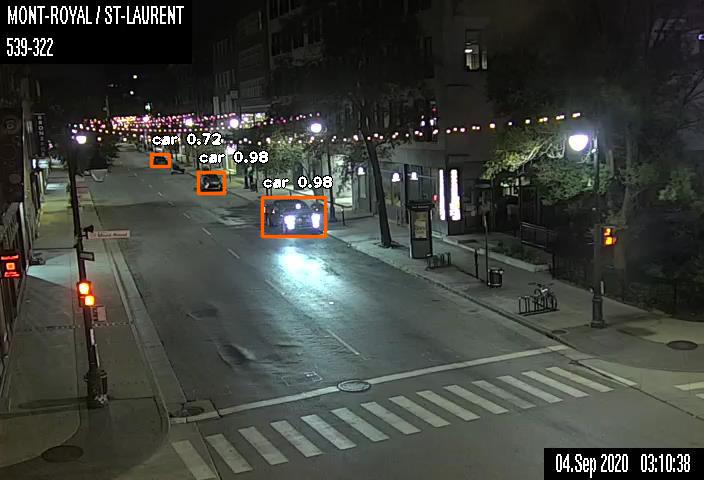 MONT-ROYAL / ST-LAURENT
539-322
car 0.72
car 0.98
car 0.98
04.Sep 2020 03:10:38